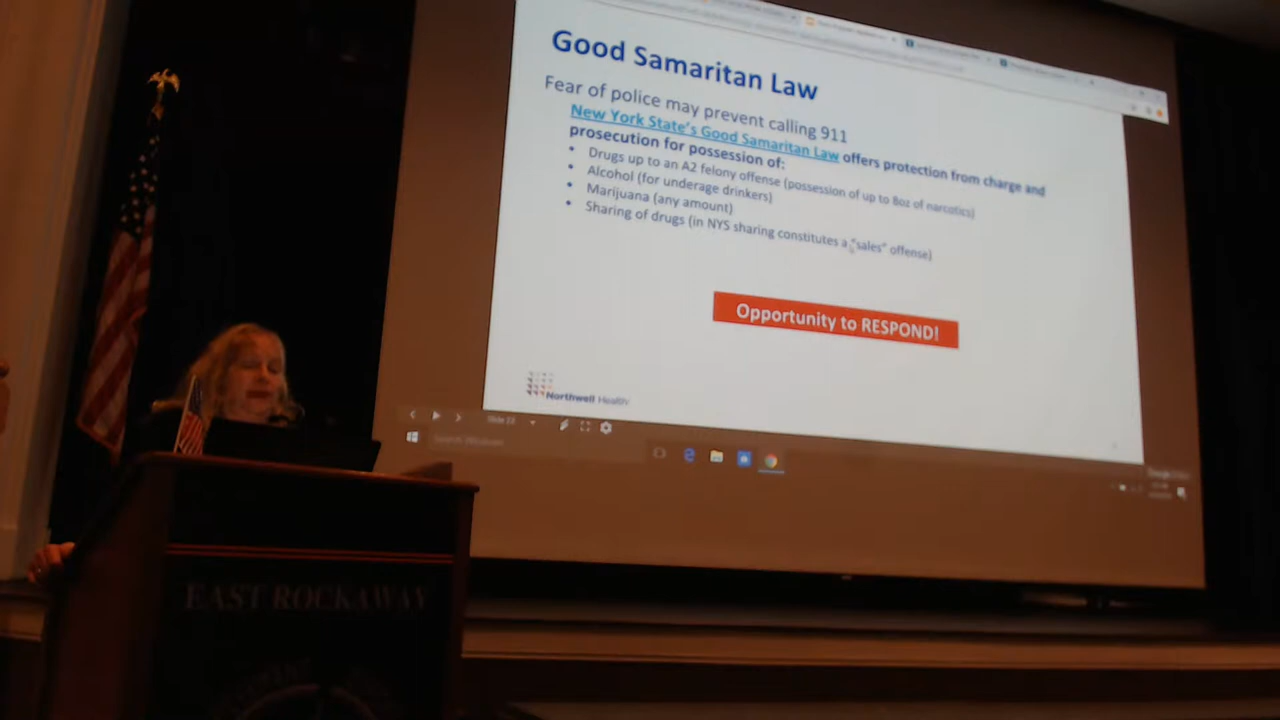 Good Samaritan Law
Fear of police may prevent calling 911
New York State's Good Samaritan Law offers protection from charge and
prosecution for possession of:
• Drugs up to an A2 felony offense (possession of up to 8oz of narcotics)
• Alcohol (for underage drinkers)
• Marijuana (any amount)
• Sharing of drugs (in NYS sharing constitutes a "sales" offense)
Opportunity to RESPOND!
Northwell Health
EAST ROCKAWAY